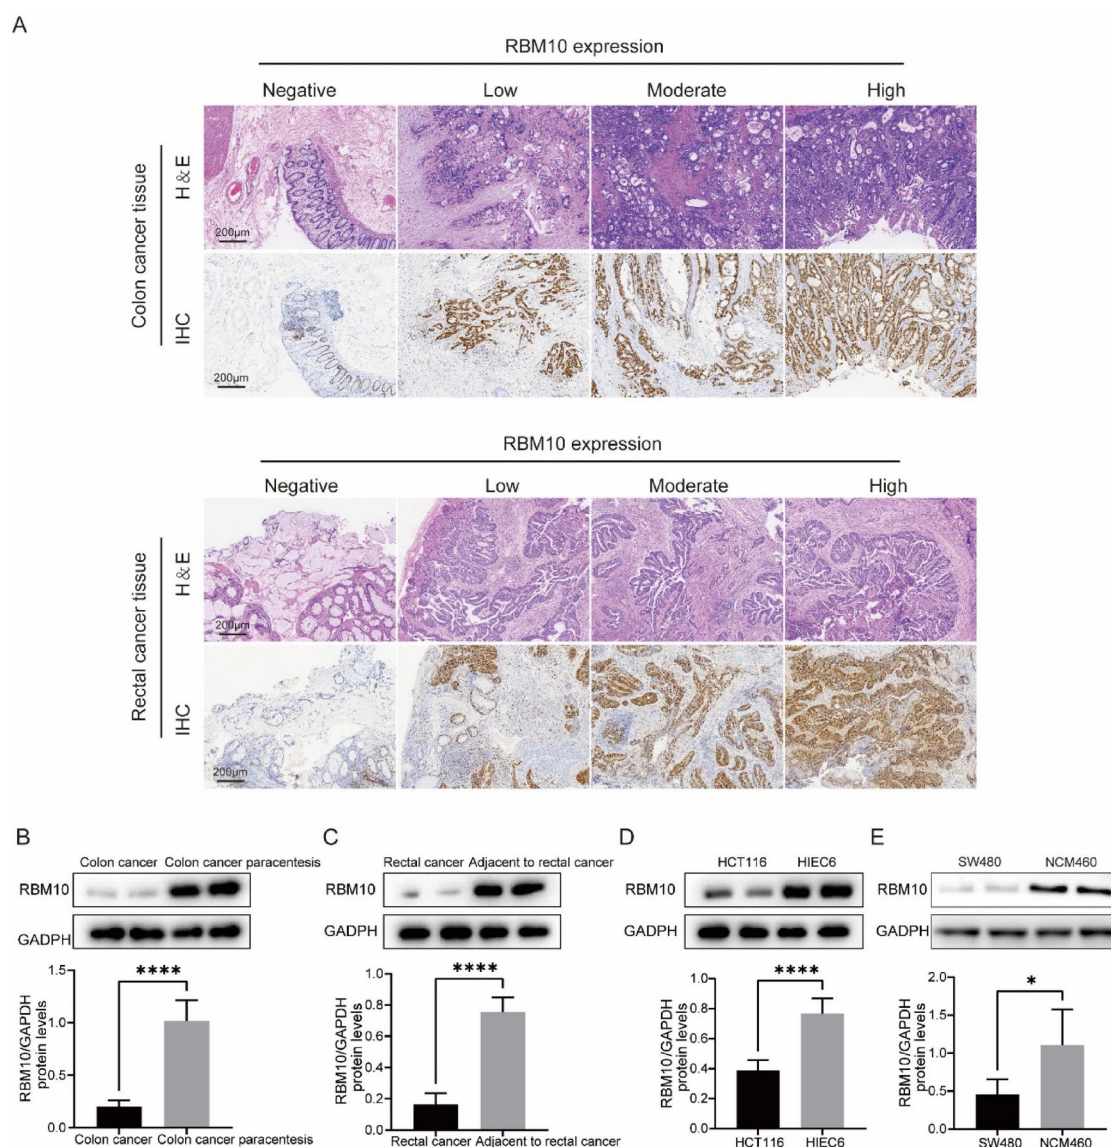 A
RBM10 expression
Negative Low Moderate High
Colon cancer tissue
H&E
200μm
IHC
200μm
RBM10 expression
Negative Low Moderate High
Rectal cancer tissue
H&E
200μm
IHC
200μm
B
Colon cancer Colon cancer paracentesis
RBM10
GADPH
RBM10/GAPDH
protein levels
1.5
1.0
0.5
0.0
****
Colon cancer Colon cancer paracentesis
C
Rectal cancer Adjacent to rectal cancer
RBM10
GADPH
RBM10/GAPDH
protein levels
1.0
0.8
0.6
0.4
0.2
0.0
****
Rectal cancer Adjacent to rectal cancer
D
HCT116 HIEC6
RBM10
GAPDH
RBM10/GAPDH
protein levels
1.0
0.8
0.6
0.4
0.2
0.0
****
HCT116 HIEC6
E
SW480 NCM460
RBM10
GAPDH
RBM10/GAPDH
protein levels
2.0
1.5
1.0
0.5
0.0
*
SW480 NCM460